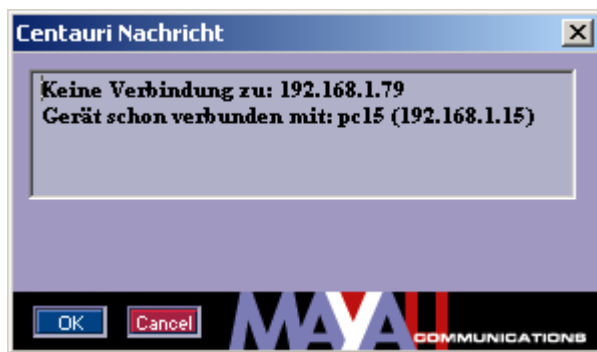 Centauri Nachricht
Keine Verbindung zu: 192.168.1.79
Gerät schon verbunden mit: pc15 (192.168.1.15)
OK
Cancel
MAYAH
COMMUNICATIONS